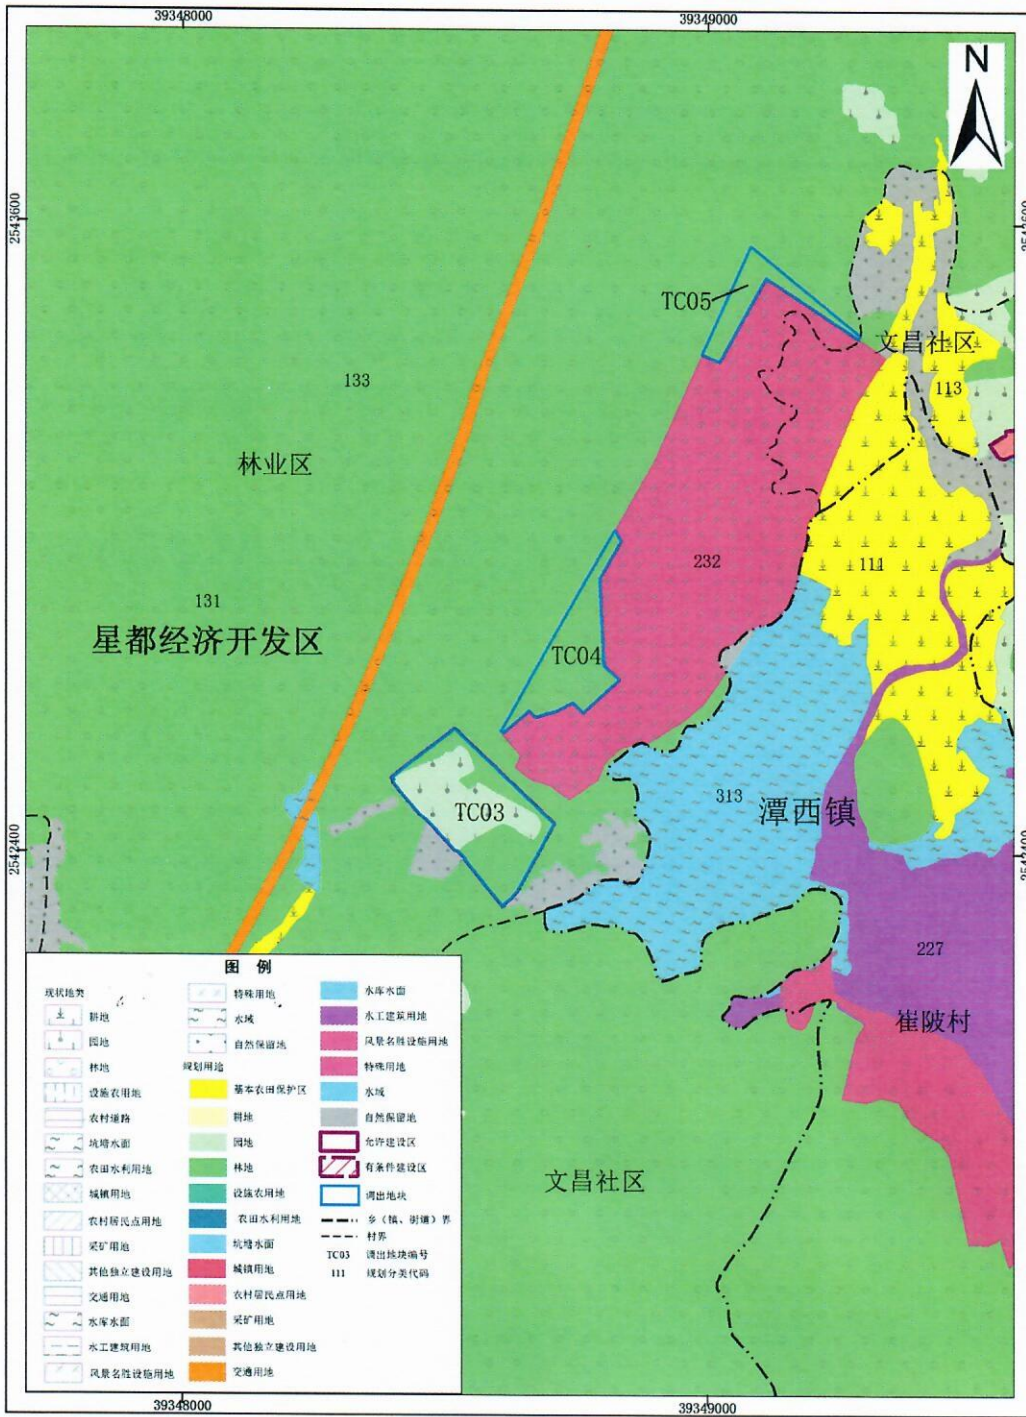 39348000
39349000
N
2543600
2543600
TC05
文昌社区
133
113
林业区
232
111
131
星都经济开发区
TC04
313
潭西镇
TC03
2542400
2542400
227
崔陂村
文昌社区
图 例
现状地类
耕地
园地
林地
设施农用地
农村道路
坑塘水面
农田水利用地
城镇用地
农村居民点用地
采矿用地
其他独立建设用地
交通用地
水库水面
水工建筑用地
风景名胜设施用地
特殊用地
水域
自然保留地
规划用地
基本农田保护区
耕地
园地
林地
设施农用地
农田水利用地
坑塘水面
城镇用地
农村居民点用地
采矿用地
其他独立建设用地
交通用地
水库水面
水工建筑用地
风景名胜设施用地
特殊用地
水域
自然保留地
允许建设区
有条件建设区
调出地块
乡（镇、街道）界
村界
TC03 调出地块编号
111 规划分类代码
39348000
39349000